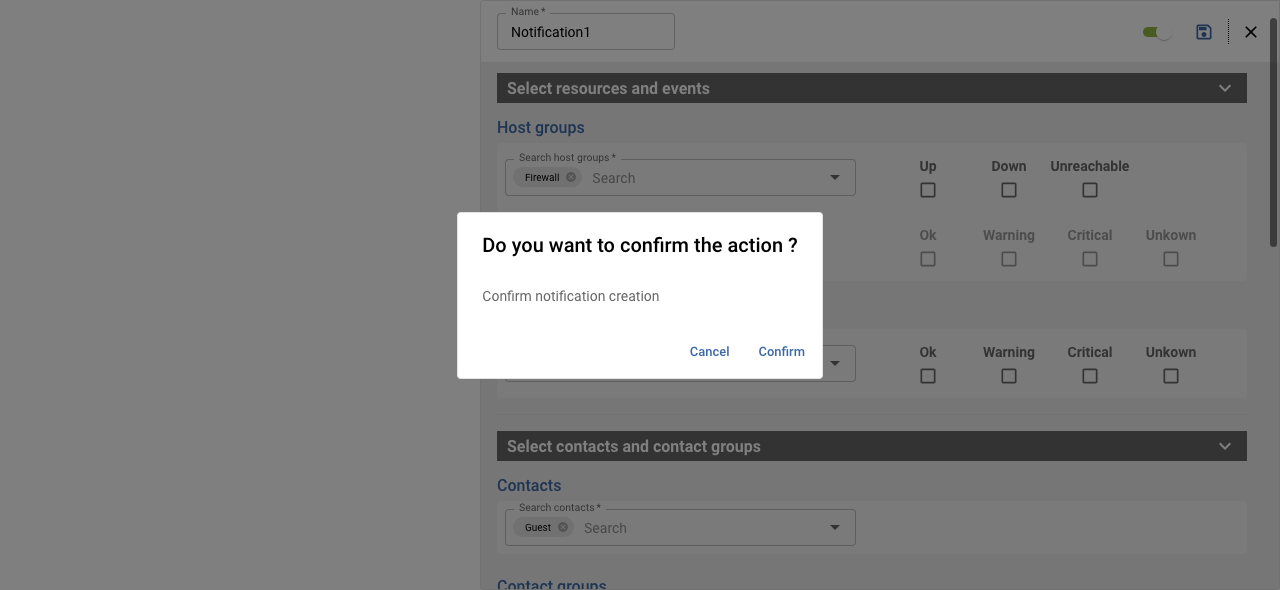 Name *
Notification1
Select resources and events
Host groups
Search host groups *
Firewall
Search
Up
Down
Unreachable
Ok
Warning
Critical
Unkown
Do you want to confirm the action ?
Confirm notification creation
Cancel
Confirm
Ok
Warning
Critical
Unkown
Select contacts and contact groups
Contacts
Search contacts *
Guest
Search
Contact groups